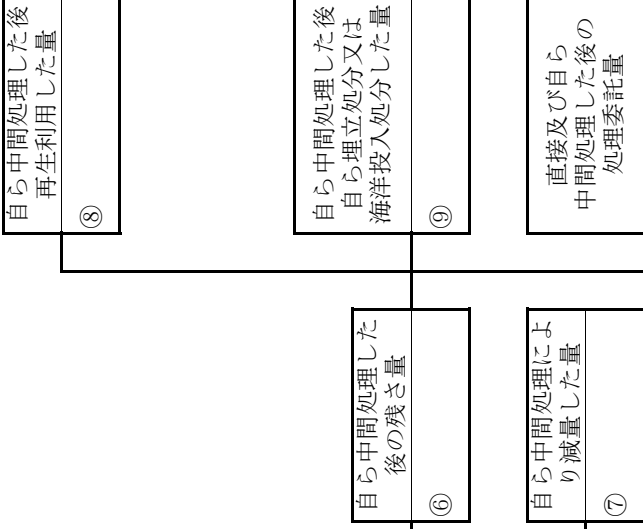 自ら中間処理した後
再生利用した量
⑧
自ら中間処理した後
自ら埋立処分又は
海洋投入処分した量
⑨
直接及び自ら
中間処理した後の
処理委託量
自ら中間処理した
後の残さ量
⑥
自ら中間処理によ
り減量した量
⑦